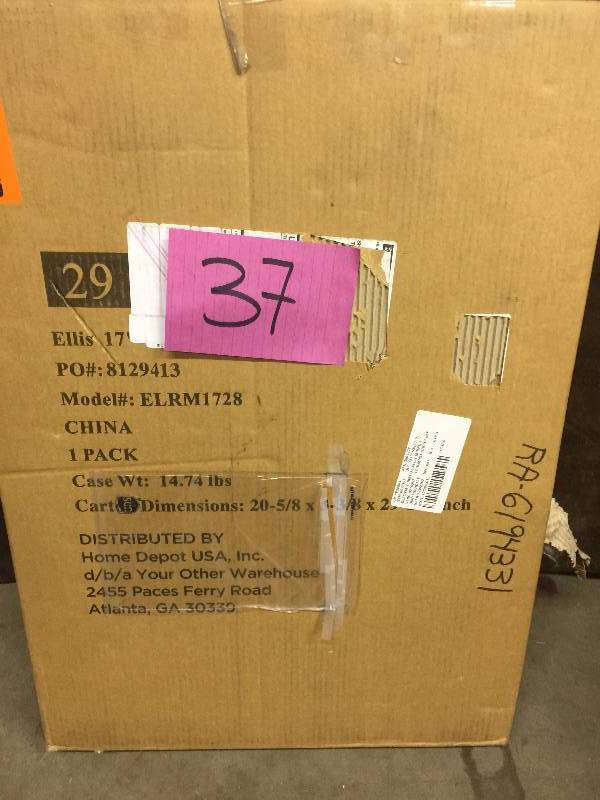 29
37
Ellis 17"
PO#: 8129413
Model#: ELRM1728
CHINA
1 PACK
Case Wt: 14.74 lbs
Dimensions: 20-5/8 x
DISTRIBUTED BY
Home Depot USA, Inc.
d/b/a Your Other Warehouse
2455 Paces Ferry Road
Atlanta, GA 30339
RA-6194331